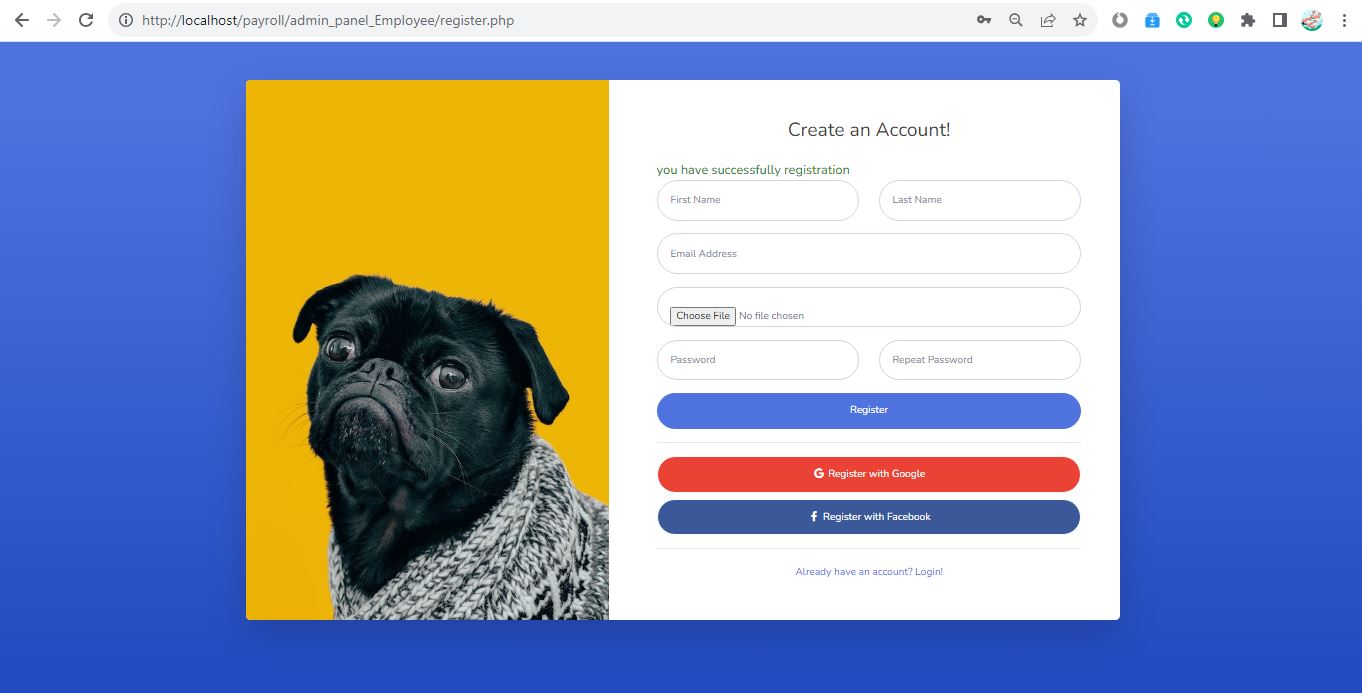 http://localhost/payroll/admin_panel_Employee/register.php
Create an Account!
you have successfully registration
First Name
Last Name
Email Address
Choose File No file chosen
Password
Repeat Password
Register
Register with Google
Register with Facebook
Already have an account? Login!